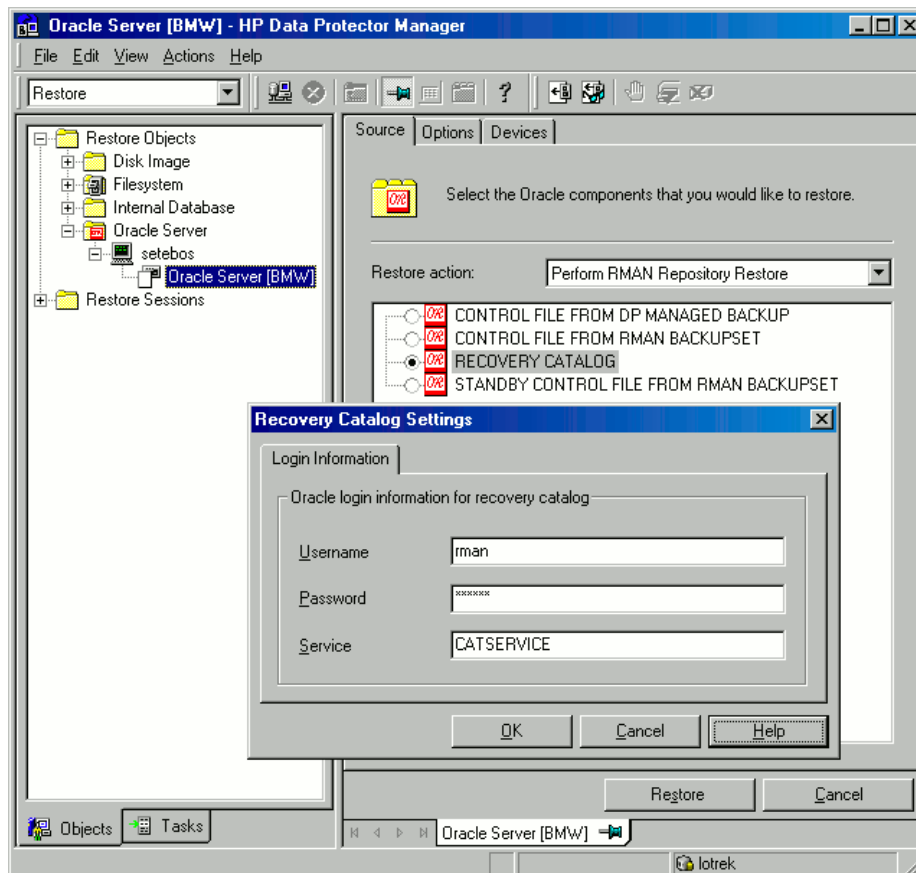 Oracle Server [BMW] - HP Data Protector Manager
File Edit View Actions Help
Restore
Restore Objects
Disk Image
Filesystem
Internal Database
Oracle Server
setebos
Oracle Server [BMW]
Restore Sessions
Objects
Tasks
Source Options Devices
Select the Oracle components that you would like to restore.
Restore action: Perform RMAN Repository Restore
CONTROL FILE FROM DP MANAGED BACKUP
CONTROL FILE FROM RMAN BACKUPSET
RECOVERY CATALOG
STANDBY CONTROL FILE FROM RMAN BACKUPSET
Recovery Catalog Settings
Login Information
Oracle login information for recovery catalog
Username rman
Password ××××××
Service CATSERVICE
OK Cancel Help
Restore Cancel
Oracle Server [BMW]
lotrek